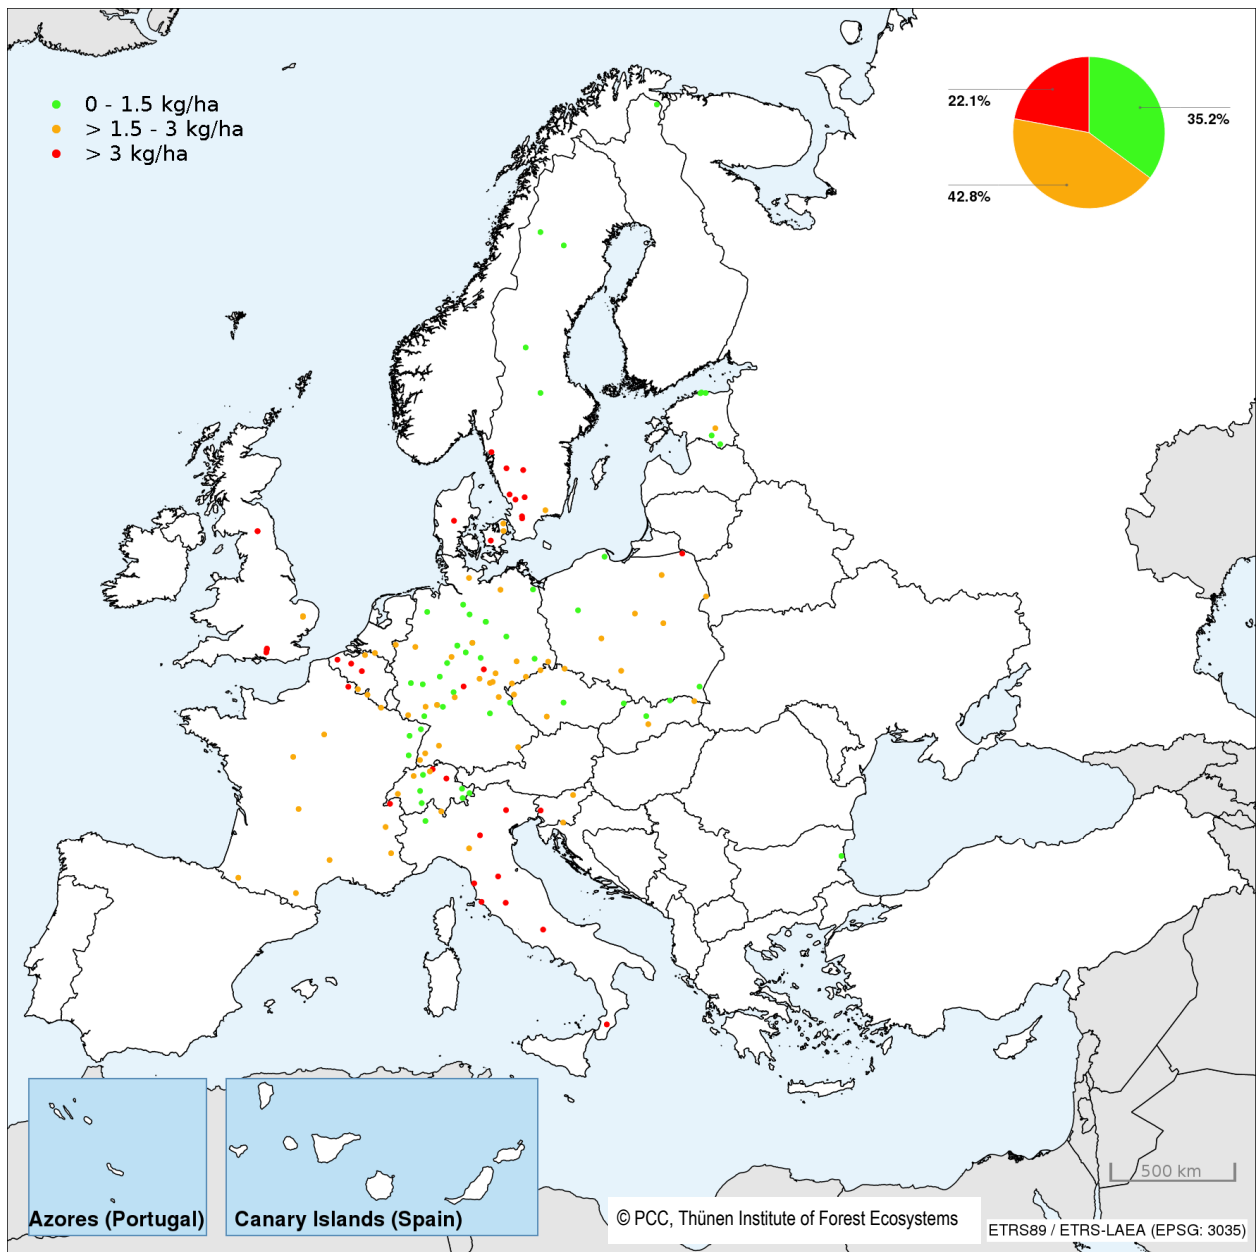 0 - 1.5 kg/ha
> 1.5 - 3 kg/ha
> 3 kg/ha
22.1%
35.2%
42.8%
500 km
Azores (Portugal)
Canary Islands (Spain)
© PCC, Thünen Institute of Forest Ecosystems
ETRS89 / ETRS-LAEA (EPSG: 3035)